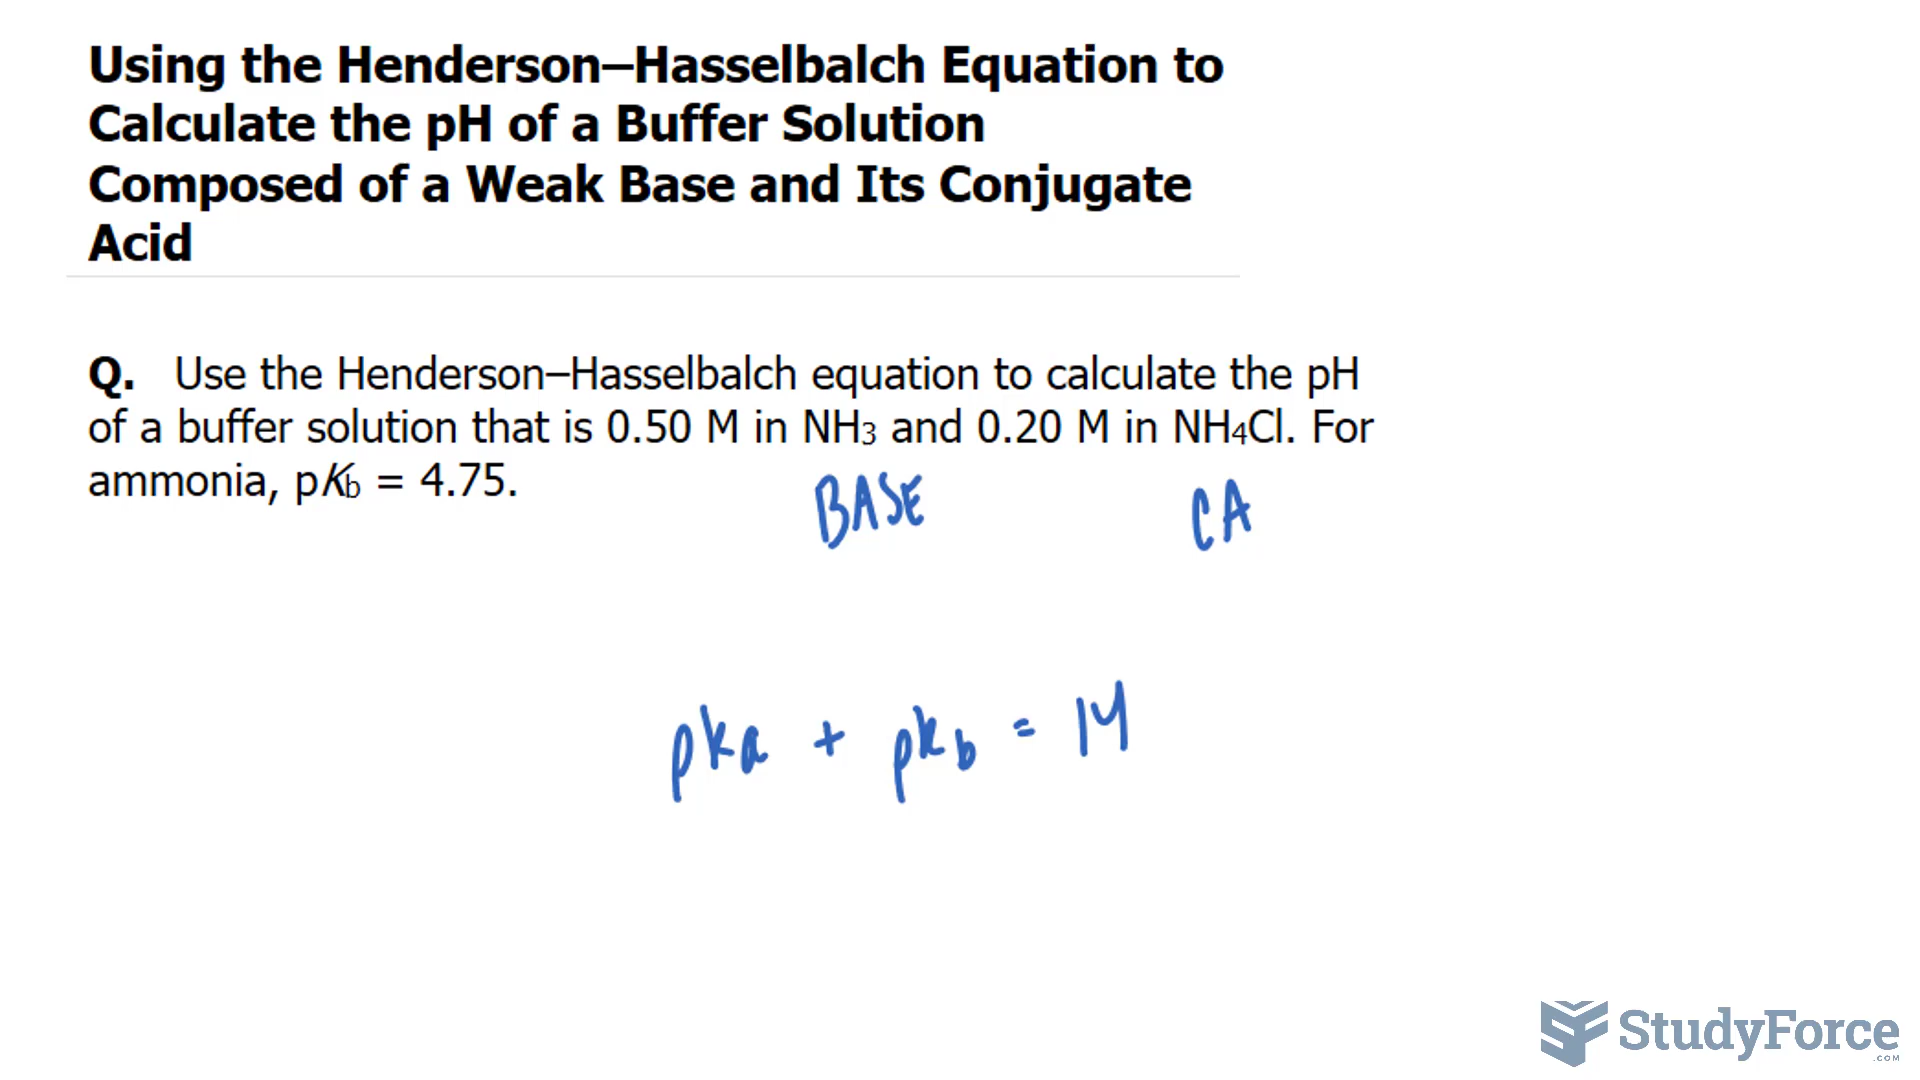 Using the Henderson–Hasselbalch Equation to
Calculate the pH of a Buffer Solution
Composed of a Weak Base and Its Conjugate
Acid
Q. Use the Henderson–Hasselbalch equation to calculate the pH
of a buffer solution that is 0.50 M in NH3 and 0.20 M in NH4Cl. For
ammonia, pKb = 4.75.
BASE CA
pka + pkb = 14
StudyForce
.COM